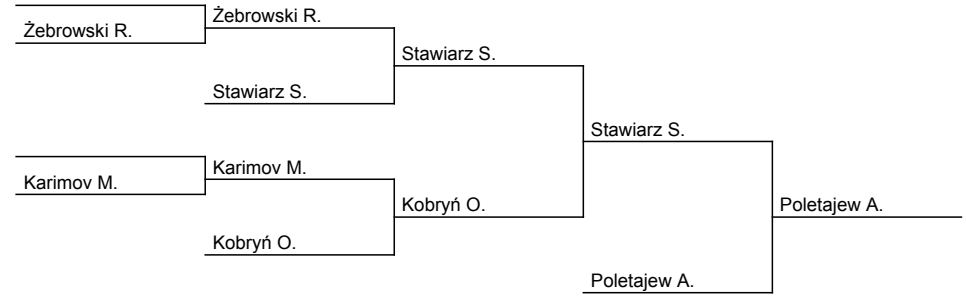 Żebrowski R.
Żebrowski R.
Stawiarz S.
Stawiarz S.
Stawiarz S.
Karimov M.
Karimov M.
Kobryń O.
Poletajew A.
Kobryń O.
Poletajew A.